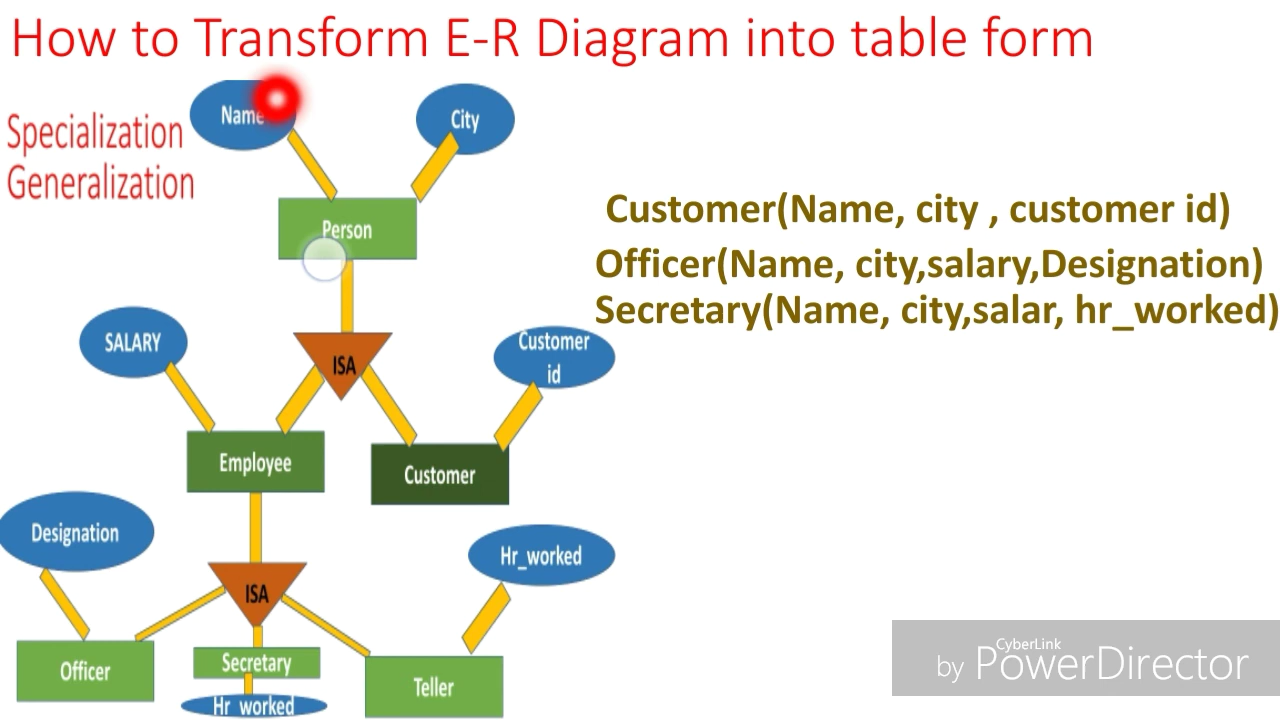 How to Transform E-R Diagram into table form
Specialization
Generalization
Name
City
Person
Customer(Name, city , customer id)
Officer(Name, city,salary,Designation)
Secretary(Name, city,salar, hr_worked)
SALARY
ISA
Customer
id
Employee
Customer
Designation
Hr_worked
ISA
Officer
Secretary
Teller
Hr_worked
by CyberLink PowerDirector